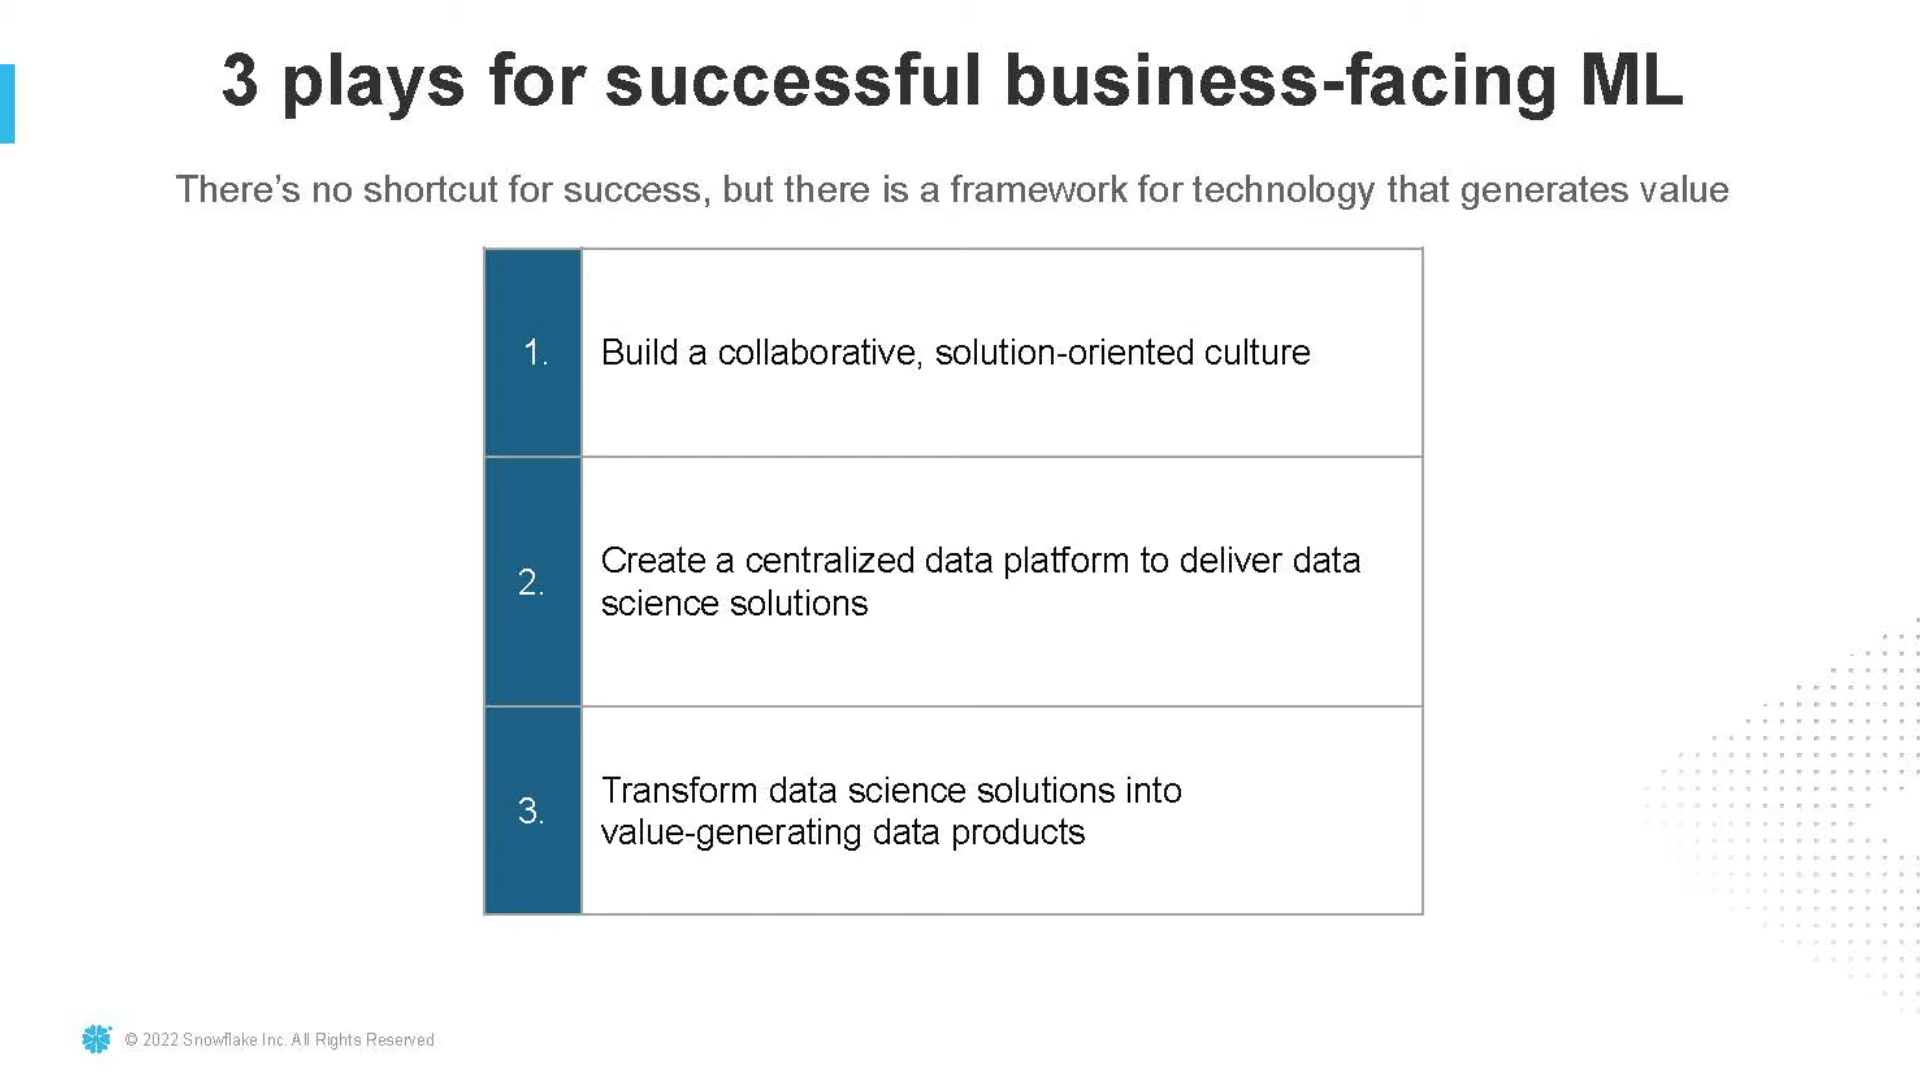 3 plays for successful business-facing ML
There’s no shortcut for success, but there is a framework for technology that generates value
1.
Build a collaborative, solution-oriented culture
2.
Create a centralized data platform to deliver data
science solutions
3.
Transform data science solutions into
value-generating data products
© 2022 Snowflake Inc. All Rights Reserved